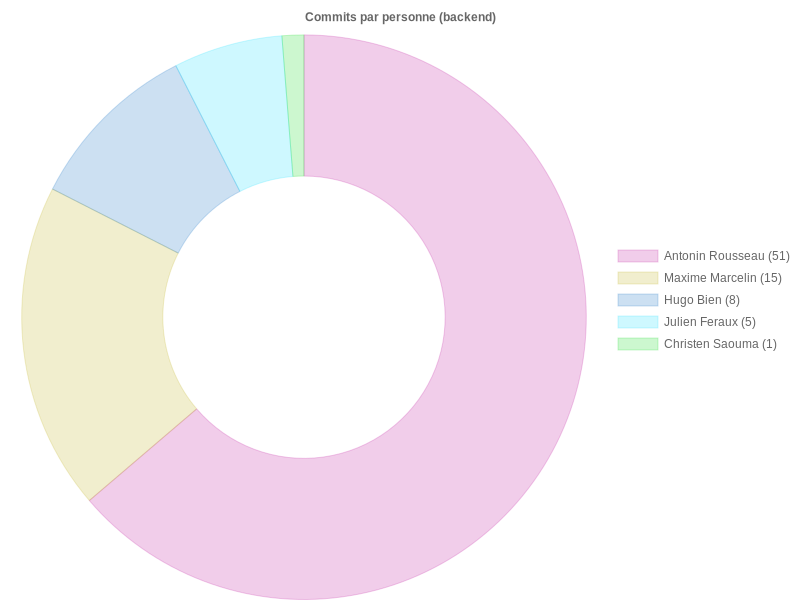 Commits par personne (backend)
Antonin Rousseau (51)
Maxime Marcelin (15)
Hugo Bien (8)
Julien Feraux (5)
Christen Saouma (1)